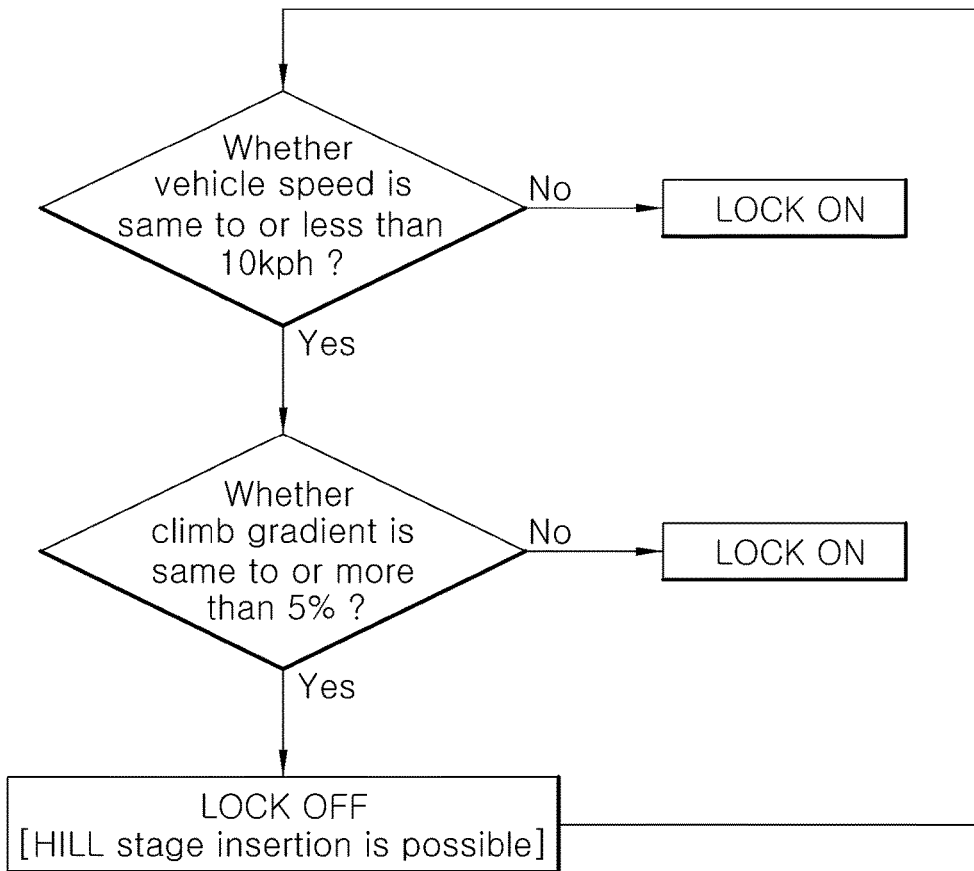 Whether
vehicle speed is
same to or less than
10kph ?
No
LOCK ON
Yes
Whether
climb gradient is
same to or more
than 5% ?
No
LOCK ON
Yes
LOCK OFF
[HILL stage insertion is possible]